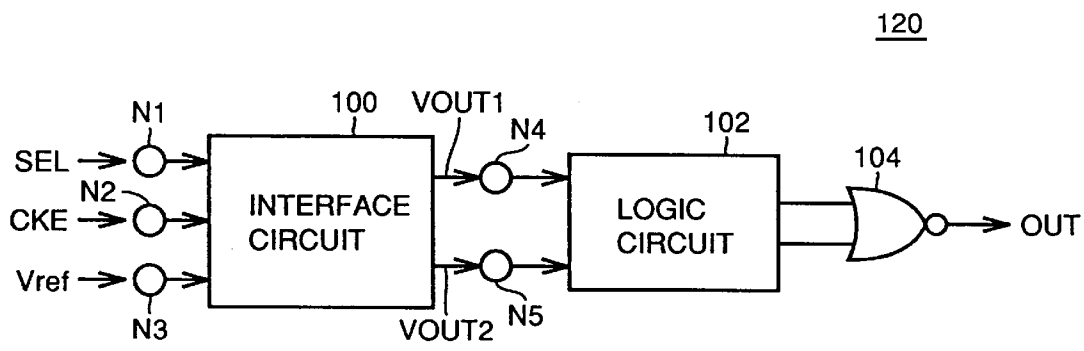 120
100
VOUT1
102
N1
N4
104
SEL
N2
CKE
INTERFACE
CIRCUIT
LOGIC
CIRCUIT
OUT
Vref
N3
VOUT2
N5